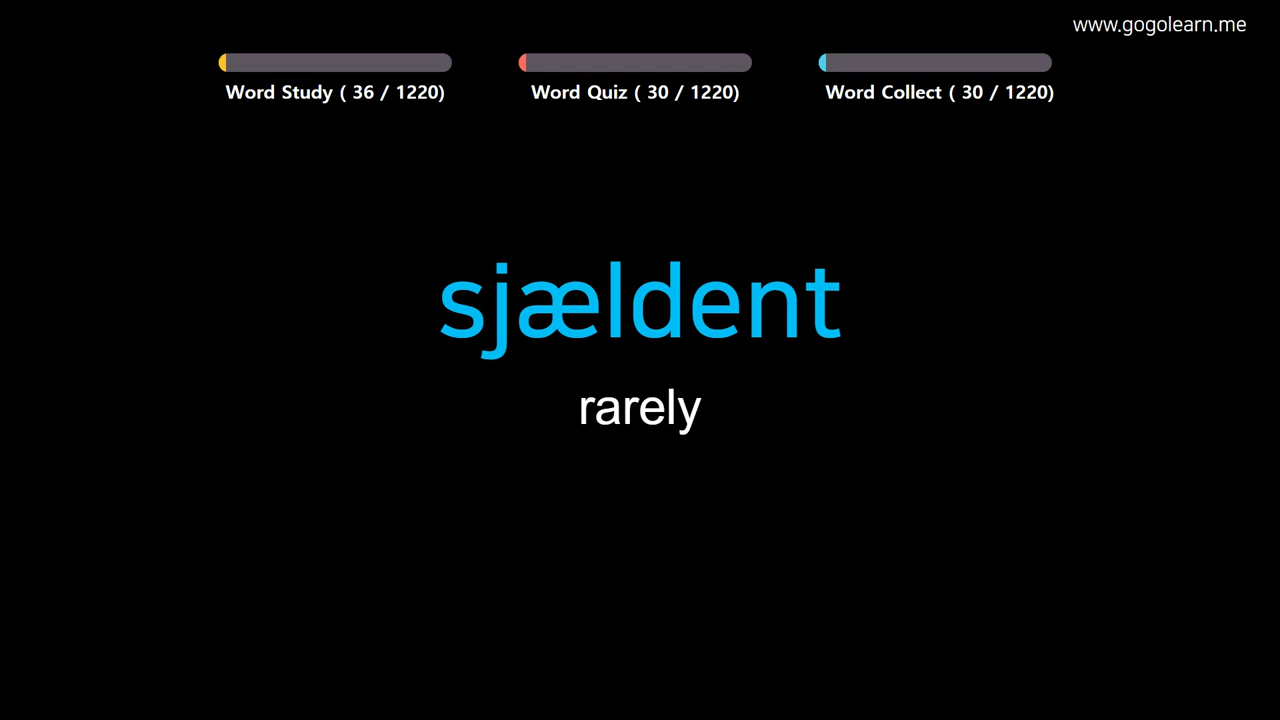 www.gogolearn.me
Word Study ( 36 / 1220)
Word Quiz ( 30 / 1220)
Word Collect ( 30 / 1220)
sjældent
rarely